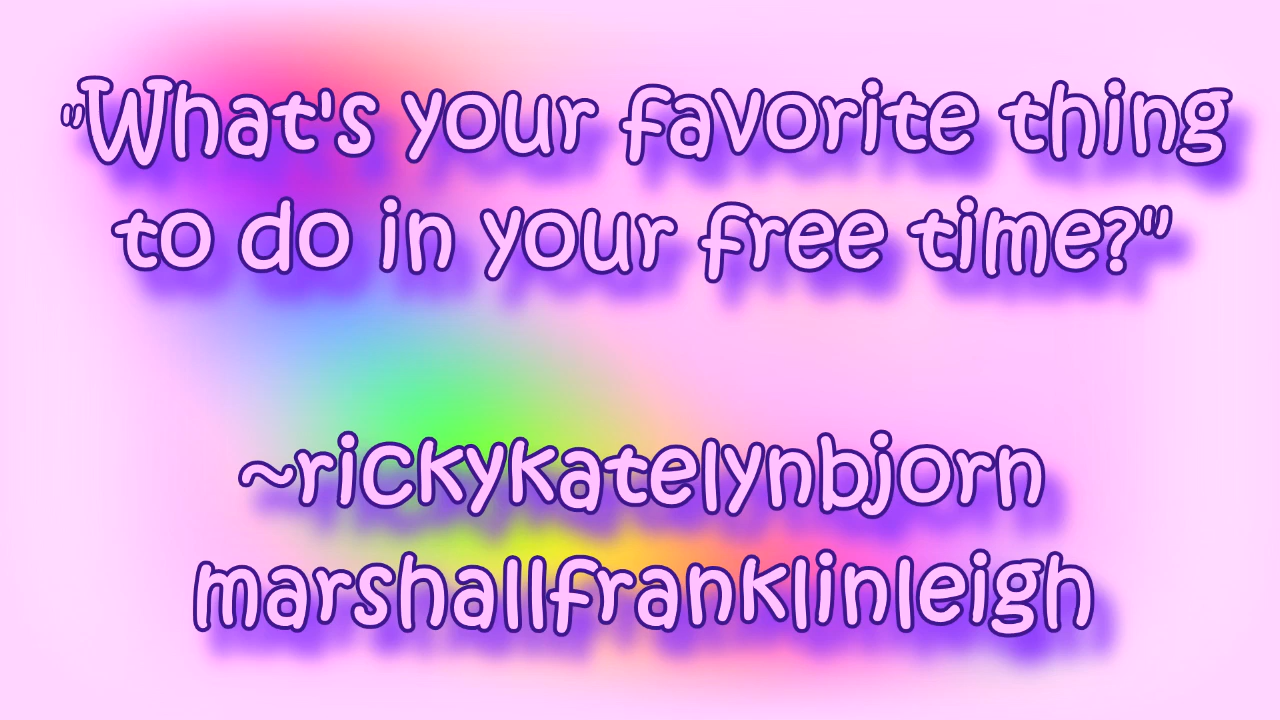 "What's your favorite thing
to do in your free time?"
~rickykatelynbjorn
marshallfranklinleigh